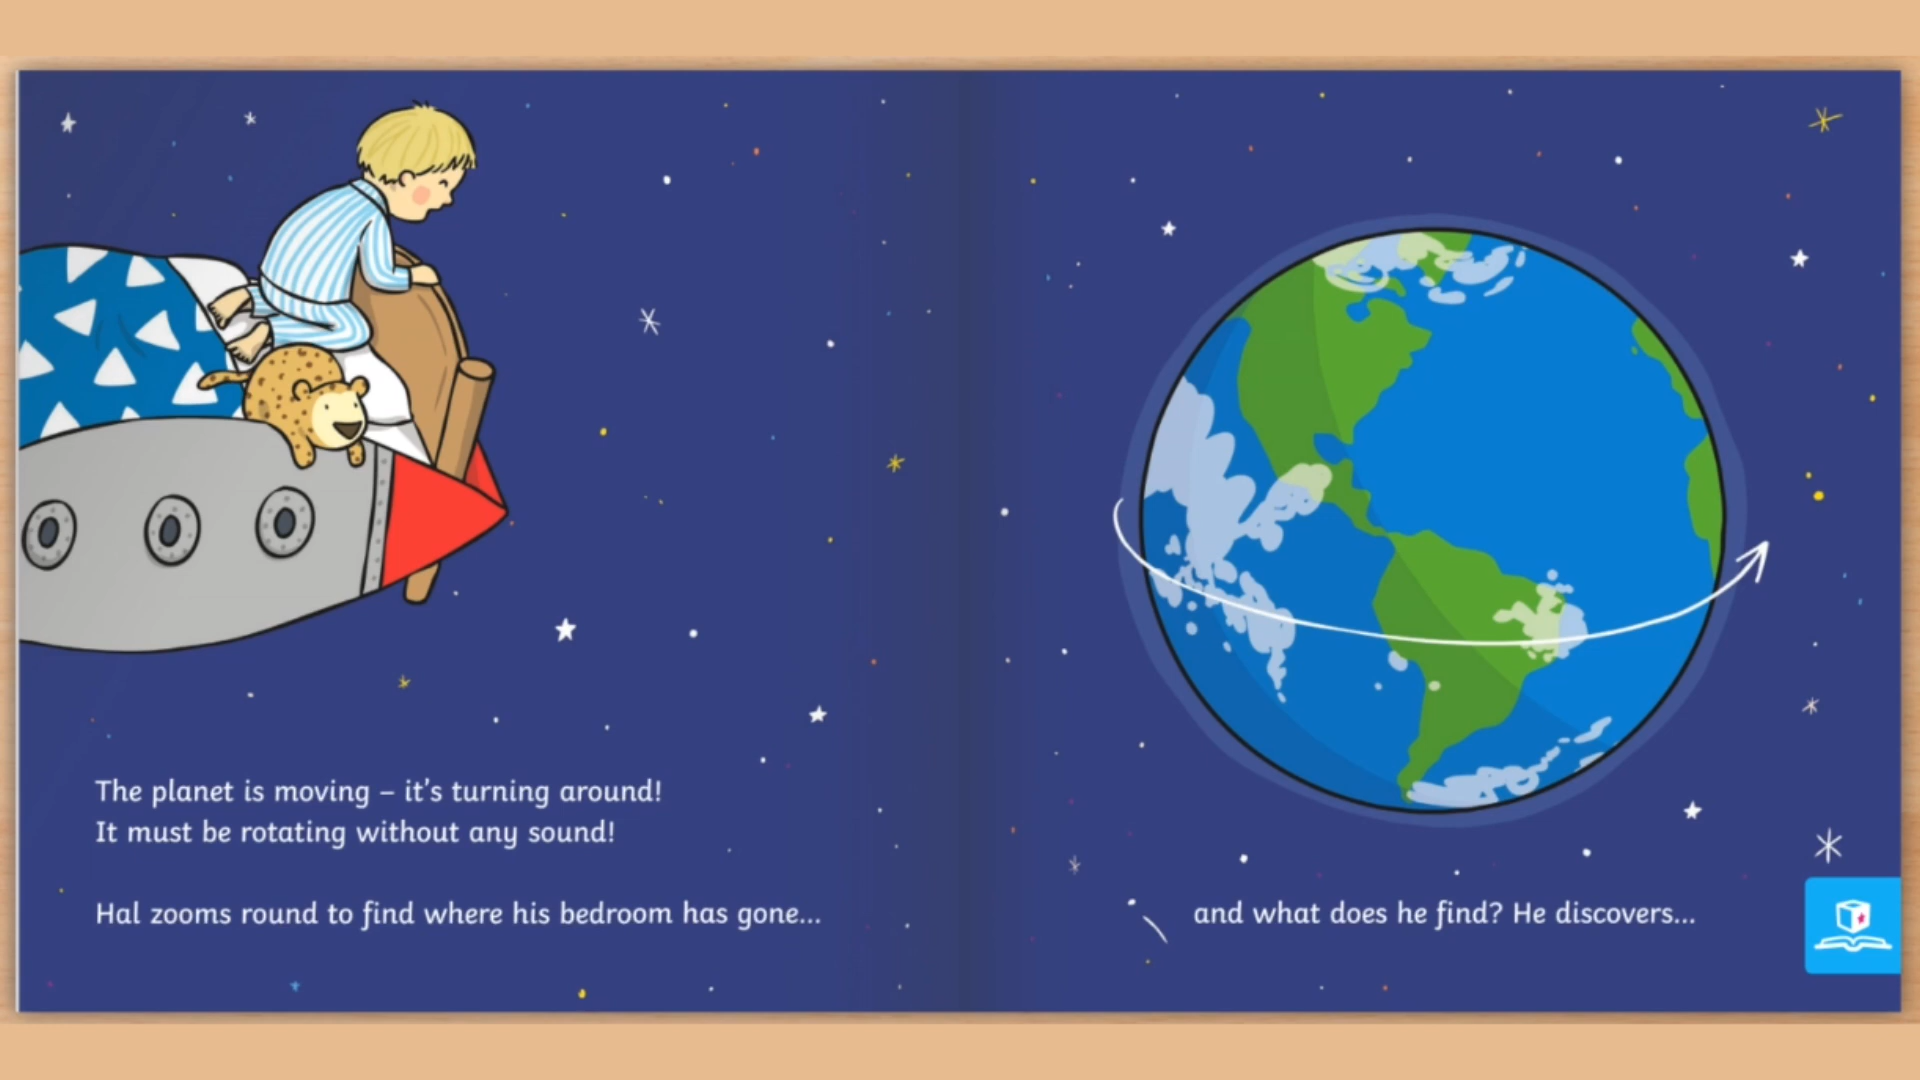 The planet is moving – it's turning around!
It must be rotating without any sound!
Hal zooms round to find where his bedroom has gone...
and what does he find? He discovers...